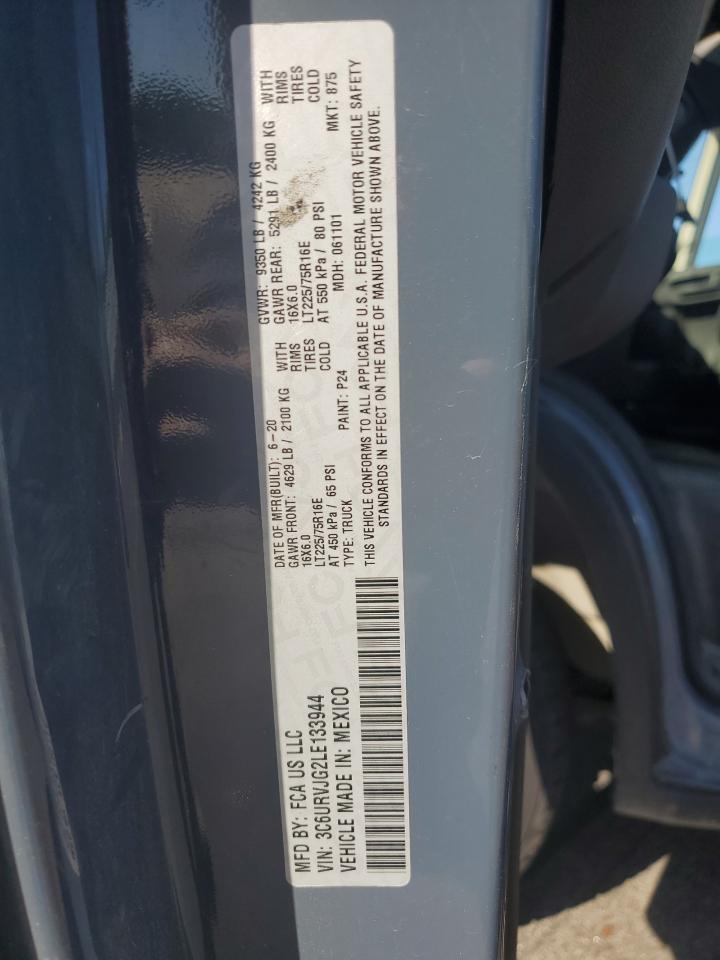 MFD BY: FCA US LLC
VIN: 3C6URVJG2LE133944
VEHICLE MADE IN: MEXICO
DATE OF MFR(BUILT): 6-20
GVWR: 9350 LB / 4242 KG
GAWR FRONT: 4629 LB / 2100 KG WITH
16X6.0 RIMS
LT225/75R16E TIRES
AT 450 kPa / 65 PSI COLD
GAWR REAR: 5291 LB / 2400 KG WITH
16X6.0 RIMS
LT225/75R16E TIRES
AT 550 kPa / 80 PSI COLD
TYPE: TRUCK PAINT: P24 MDH: 061101 MKT: 875
THIS VEHICLE CONFORMS TO ALL APPLICABLE U.S.A. FEDERAL MOTOR VEHICLE SAFETY
STANDARDS IN EFFECT ON THE DATE OF MANUFACTURE SHOWN ABOVE.